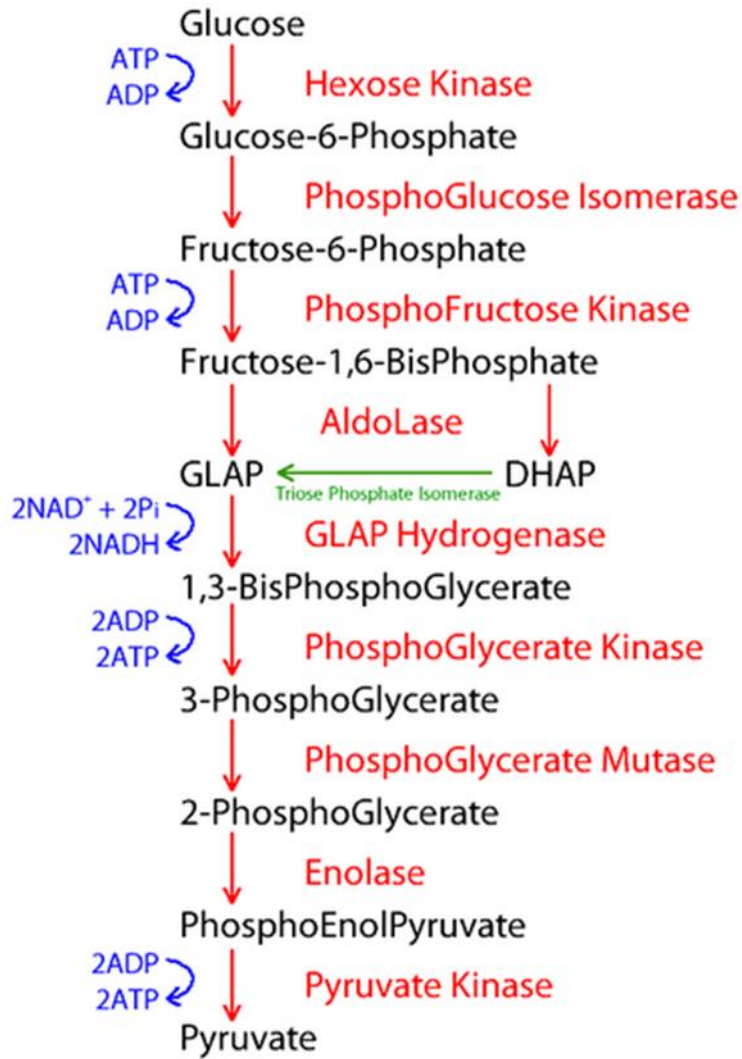 Glucose
ATP
ADP
Hexose Kinase
Glucose-6-Phosphate
PhosphoGlucose Isomerase
Fructose-6-Phosphate
ATP
ADP
PhosphoFructose Kinase
Fructose-1,6-BisPhosphate
AldoLase
GLAP
DHAP
Triose Phosphate Isomerase
2NAD⁺ + 2Pi
2NADH
GLAP Hydrogenase
1,3-BisPhosphoGlycerate
2ADP
2ATP
PhosphoGlycerate Kinase
3-PhosphoGlycerate
PhosphoGlycerate Mutase
2-PhosphoGlycerate
Enolase
PhosphoEnolPyruvate
2ADP
2ATP
Pyruvate Kinase
Pyruvate